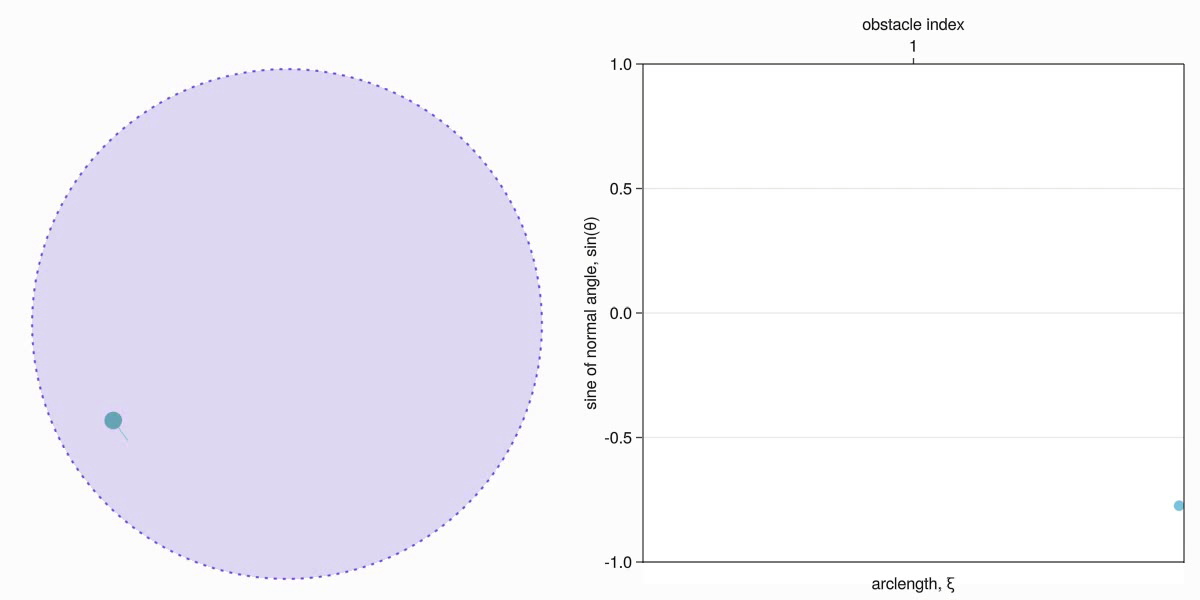 obstacle index
1
1.0
0.5
0.0
-0.5
-1.0
sine of normal angle, sin(θ)
arclength, ξ